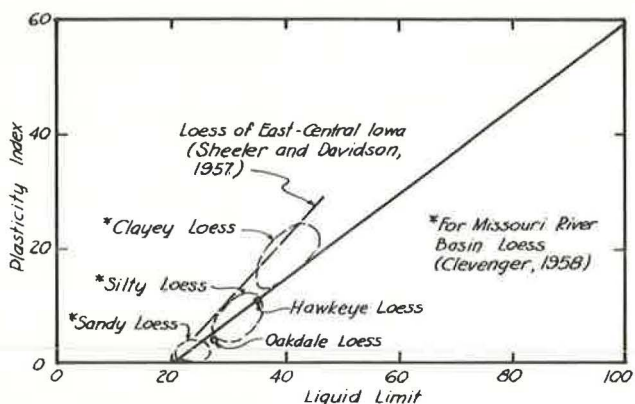 60
40
20
0
Plasticity Index
Loess of East-Central Iowa
(Sheeler and Davidson,
1957)
*Clayey Loess
*Silty Loess
*Sandy Loess
*For Missouri River
Basin Loess
(Clevenger, 1958)
Hawkeye Loess
Oakdale Loess
0 20 40 60 80 100
Liquid Limit